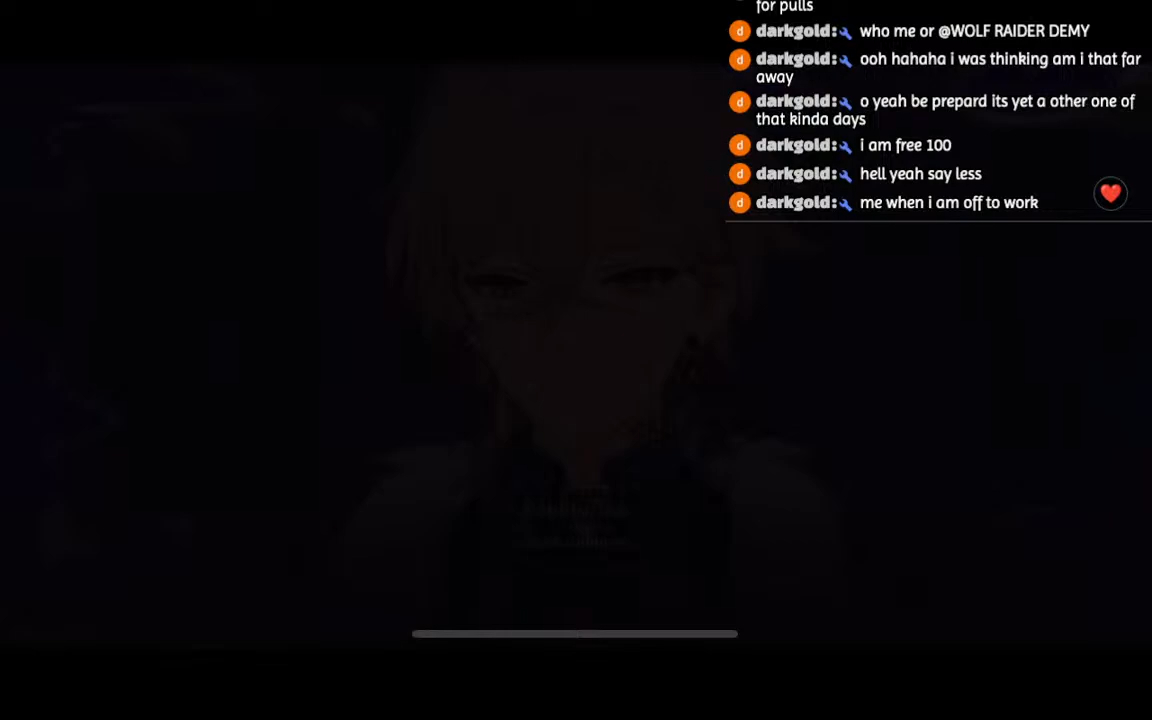 for pulls
d darkgold: who me or @WOLF RAIDER DEMY
d darkgold: ooh hahaha i was thinking am i that far
away
d darkgold: o yeah be prepard its yet a other one of
that kinda days
d darkgold: i am free 100
d darkgold: hell yeah say less
d darkgold: me when i am off to work